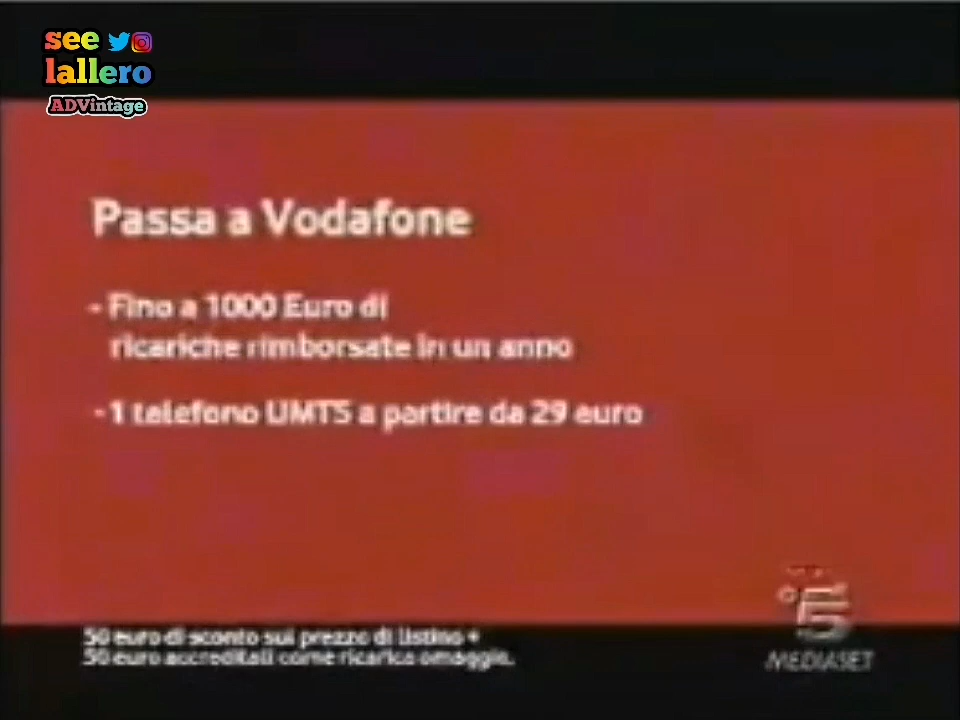 see
lallero
ADVintage
Passa a Vodafone
- Fino a 1000 Euro di
ricariche rimborsate in un anno
- 1 telefono UMTS a partire da 29 euro
50 euro di sconto sul prezzo di listino +
50 euro accreditati come ricarica omaggio.
5
MEDIASET